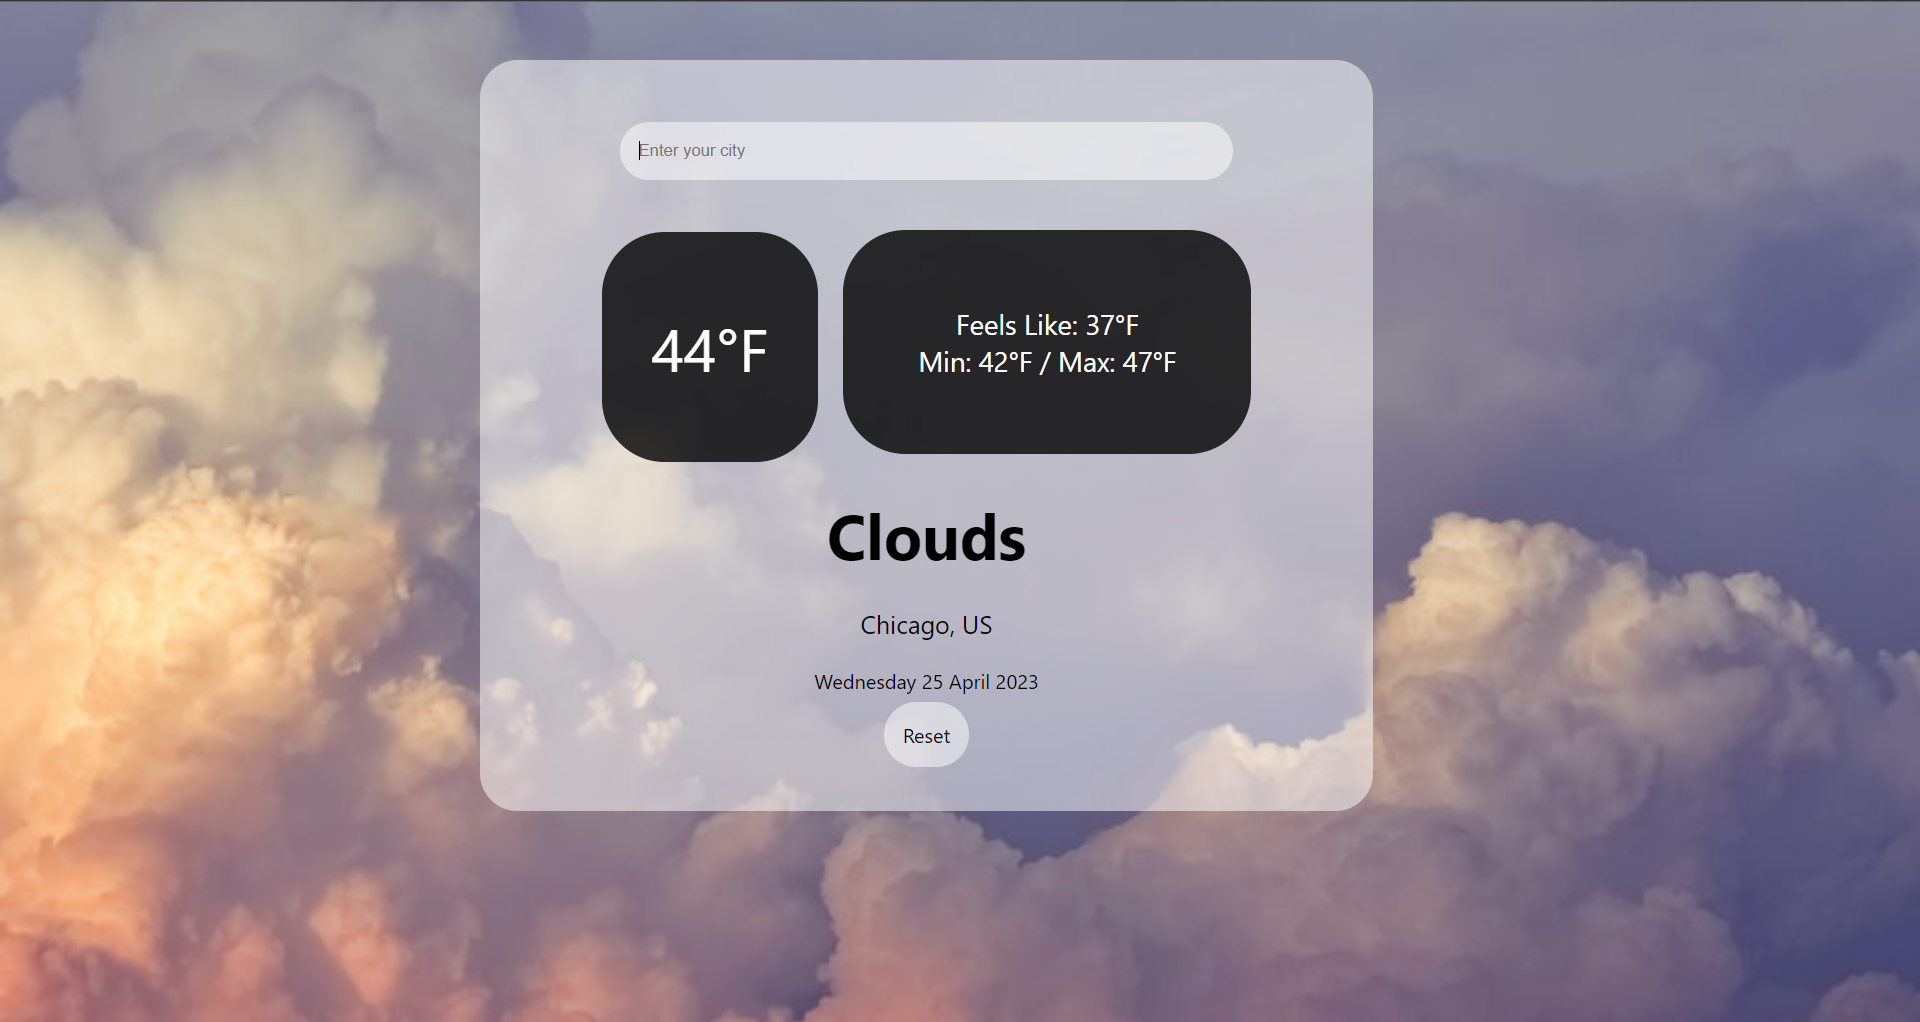 Enter your city
44°F
Feels Like: 37°F
Min: 42°F / Max: 47°F
Clouds
Chicago, US
Wednesday 25 April 2023
Reset